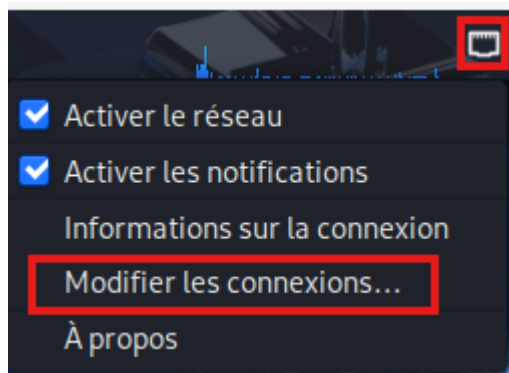 Activer le réseau
Activer les notifications
Informations sur la connexion
Modifier les connexions...
À propos